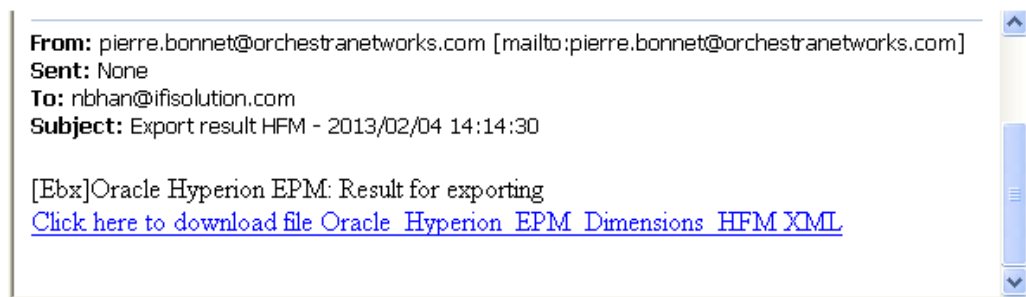 From: pierre.bonnet@orchestranetworks.com [mailto:pierre.bonnet@orchestranetworks.com]
Sent: None
To: nbhan@ifisolution.com
Subject: Export result HFM - 2013/02/04 14:14:30
[Ebx]Oracle Hyperion EPM: Result for exporting
Click here to download file Oracle_Hyperion_EPM_Dimensions_HFM XML